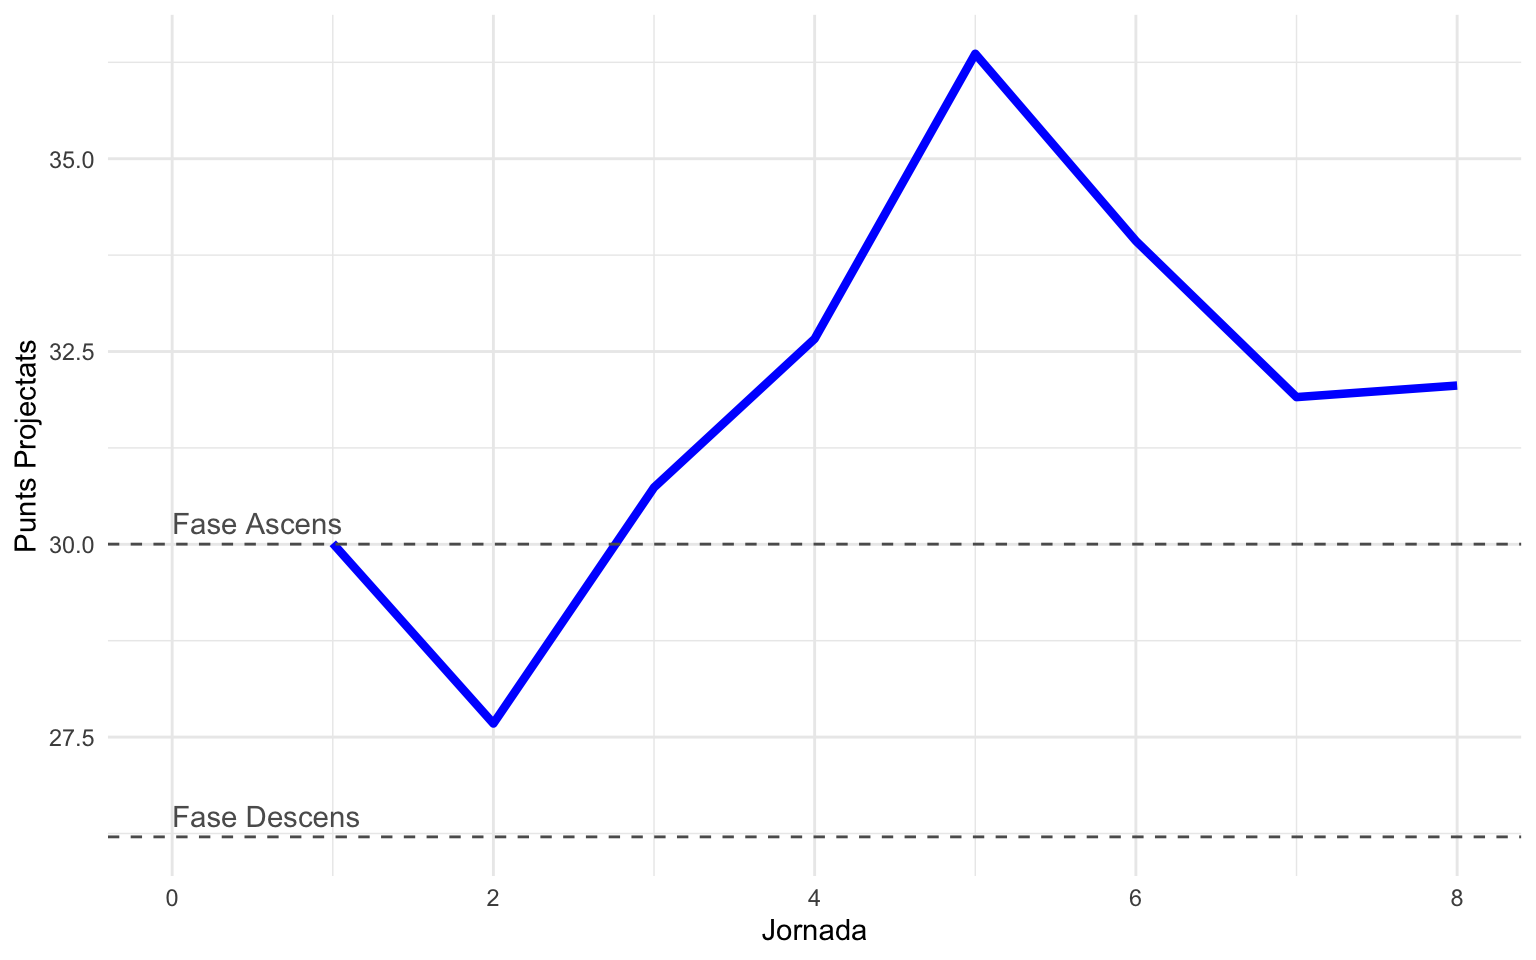 35.0
32.5
30.0
27.5
Punts Projectats
Fase Ascens
Fase Descens
0 2 4 6 8
Jornada